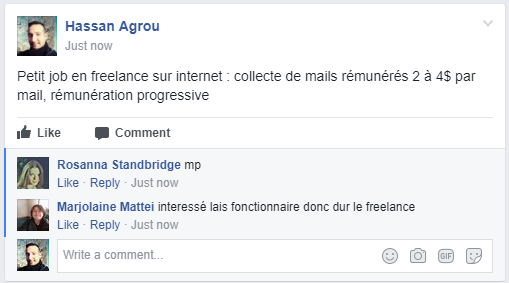 Hassan Agrou
Just now
Petit job en freelance sur internet : collecte de mails rémunérés 2 à 4$ par
mail, rémunération progressive
Like Comment
Rosanna Standbridge mp
Like · Reply · Just now
Marjolaine Mattei interessé lais fonctionnaire donc dur le freelance
Like · Reply · Just now
Write a comment... GIF